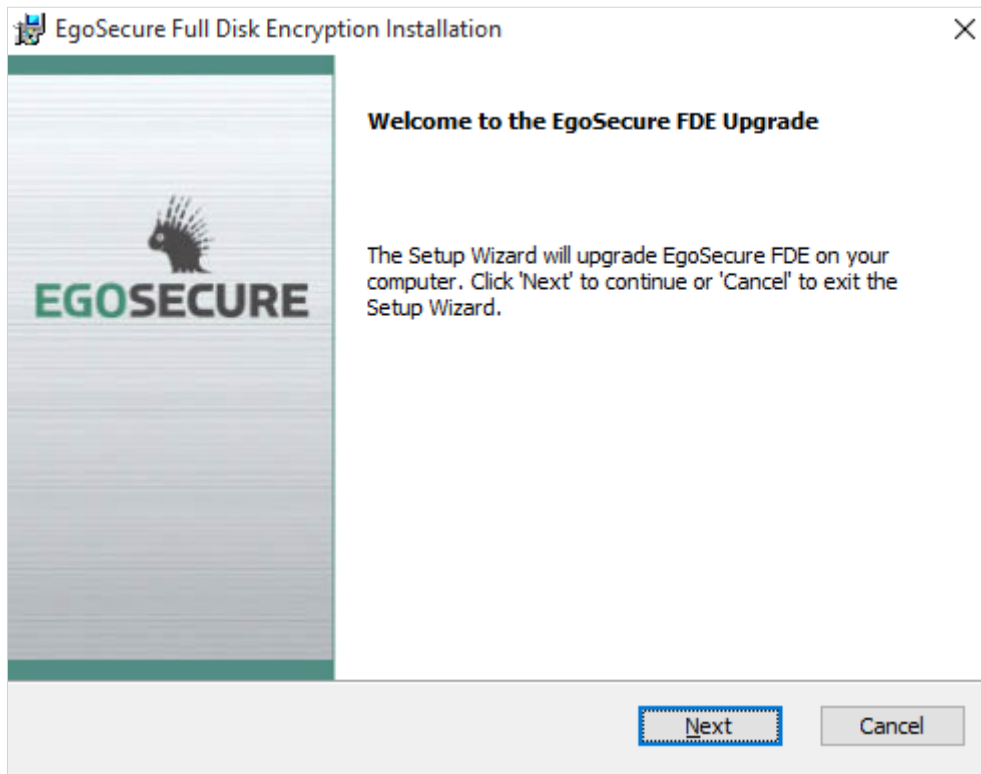 EgoSecure Full Disk Encryption Installation
Welcome to the EgoSecure FDE Upgrade
EGOSECURE
The Setup Wizard will upgrade EgoSecure FDE on your
computer. Click 'Next' to continue or 'Cancel' to exit the
Setup Wizard.
Next
Cancel